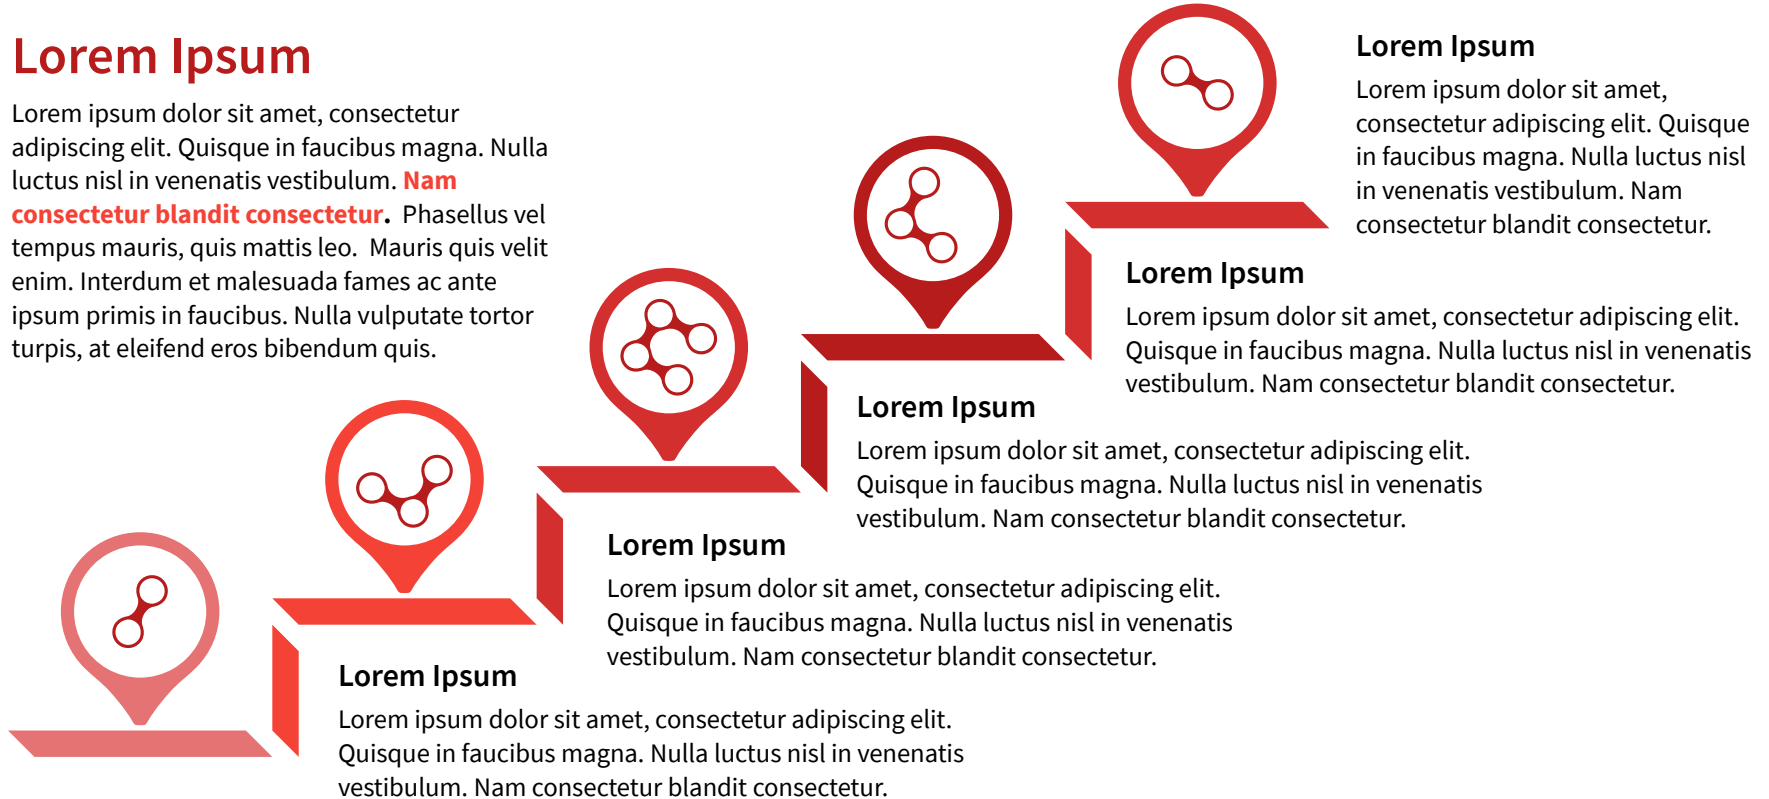 Lorem Ipsum
Lorem ipsum dolor sit amet, consectetur
adipiscing elit. Quisque in faucibus magna. Nulla
luctus nisl in venenatis vestibulum. Nam
consectetur blandit consectetur.  Phasellus vel
tempus mauris, quis mattis leo.  Mauris quis velit
enim. Interdum et malesuada fames ac ante
ipsum primis in faucibus. Nulla vulputate tortor
turpis, at eleifend eros bibendum quis.
Lorem Ipsum
Lorem ipsum dolor sit amet,
consectetur adipiscing elit. Quisque
in faucibus magna. Nulla luctus nisl
in venenatis vestibulum. Nam
consectetur blandit consectetur.
Lorem Ipsum
Lorem ipsum dolor sit amet, consectetur adipiscing elit.
Quisque in faucibus magna. Nulla luctus nisl in venenatis
vestibulum. Nam consectetur blandit consectetur.
Lorem Ipsum
Lorem ipsum dolor sit amet, consectetur adipiscing elit.
Quisque in faucibus magna. Nulla luctus nisl in venenatis
vestibulum. Nam consectetur blandit consectetur.
Lorem Ipsum
Lorem ipsum dolor sit amet, consectetur adipiscing elit.
Quisque in faucibus magna. Nulla luctus nisl in venenatis
vestibulum. Nam consectetur blandit consectetur.
Lorem Ipsum
Lorem ipsum dolor sit amet, consectetur adipiscing elit.
Quisque in faucibus magna. Nulla luctus nisl in venenatis
vestibulum. Nam consectetur blandit consectetur.